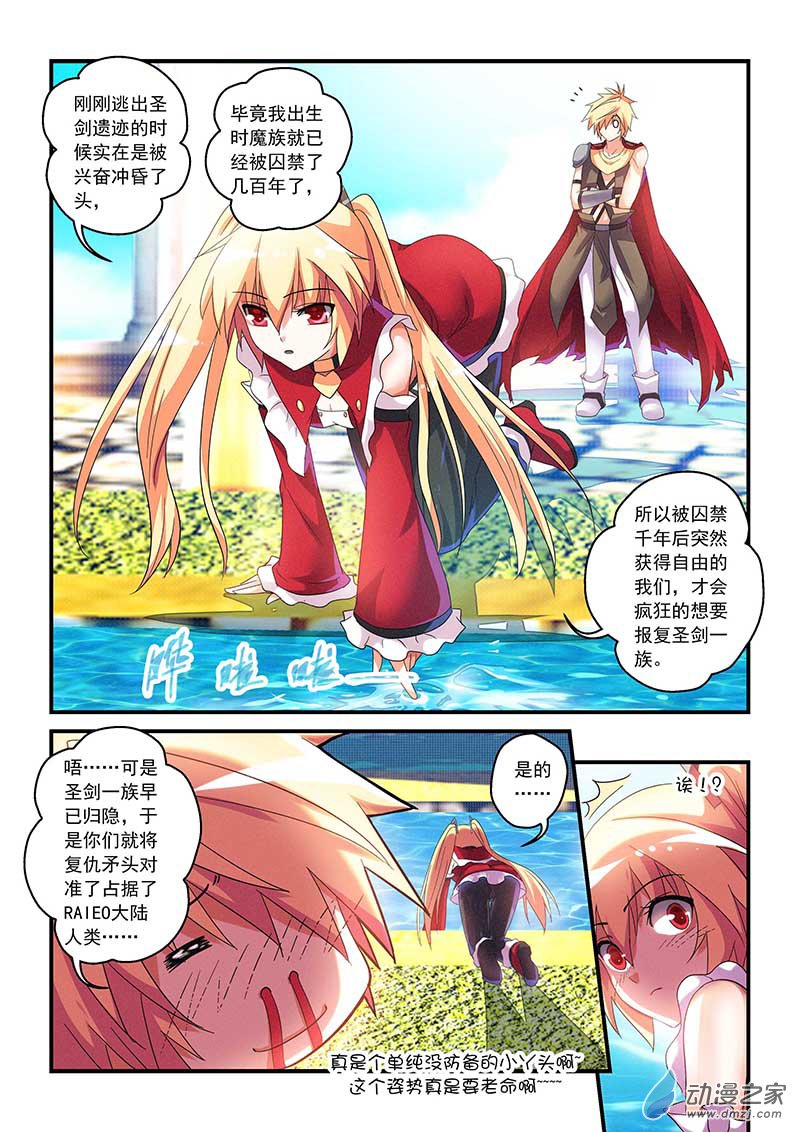 刚刚逃出圣
剑遗迹的时
候实在是被
兴奋冲昏了
头，
毕竟我出生
时魔族就已
经被囚禁了
几百年了，
所以被囚禁
千年后突然
获得自由的
我们，才会
疯狂的想要
报复圣剑一
族。
哗啦啦——
唔……可是
圣剑一族早
已归隐，于
是你们就将
复仇矛头对
准了占据了
RAIEO大陆
人类……
是的
……
诶！？
真是个单纯没防备的小丫头啊~
这个姿势真是要老命啊~~~~
动漫之家
www.dmzj.com